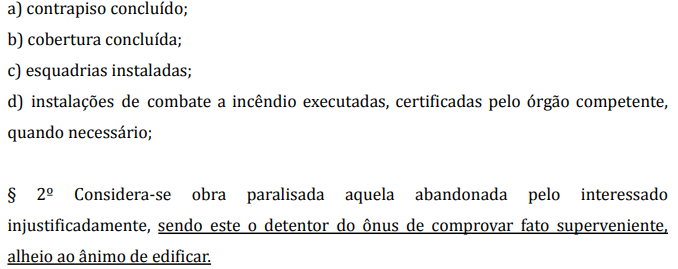 a) contrapiso concluído;
b) cobertura concluída;
c) esquadrias instaladas;
d) instalações de combate a incêndio executadas, certificadas pelo órgão competente,
quando necessário;
§ 2º Considera-se obra paralisada aquela abandonada pelo interessado
injustificadamente, sendo este o detentor do ônus de comprovar fato superveniente,
alheio ao ânimo de edificar.